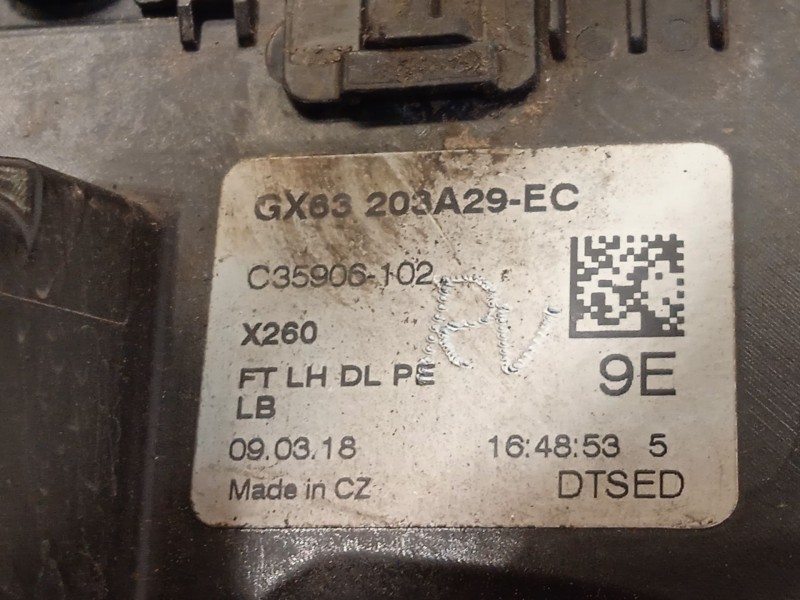 GX63 203A29-EC
C35906-102
PV
X260
9E
FT LH DL PE
LB
09.03.18 16:48:53 5
Made in CZ DTSED